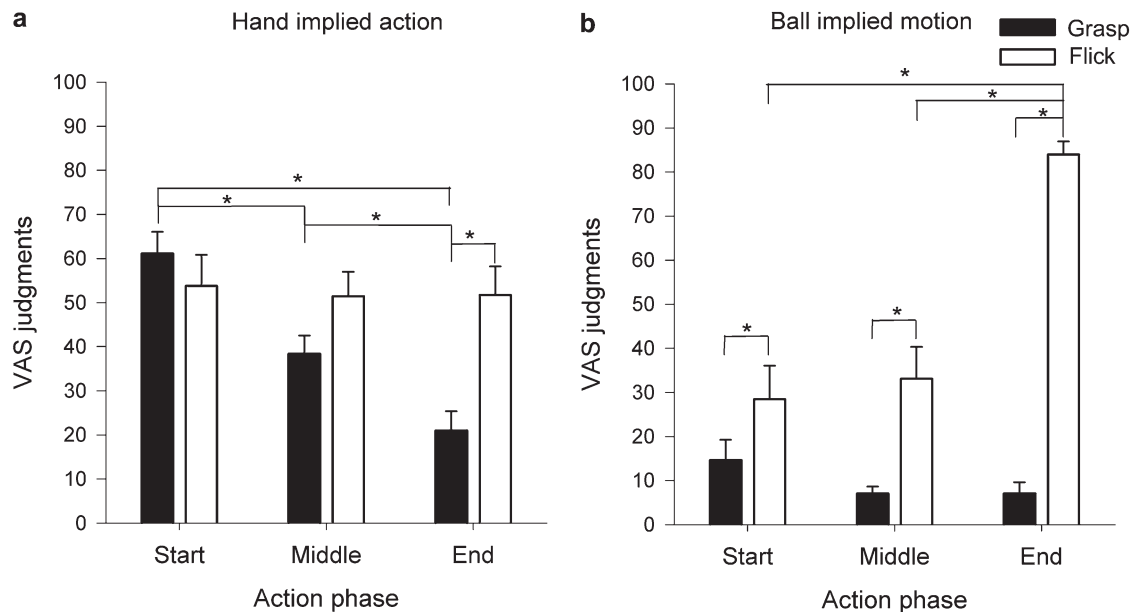 a
Hand implied action
VAS judgments
100
90
80
70
60
50
40
30
20
10
0
*
*
*
*
Start Middle End
Action phase
b
Ball implied motion
Grasp
Flick
VAS judgments
100
90
80
70
60
50
40
30
20
10
0
*
*
*
*
*
Start Middle End
Action phase